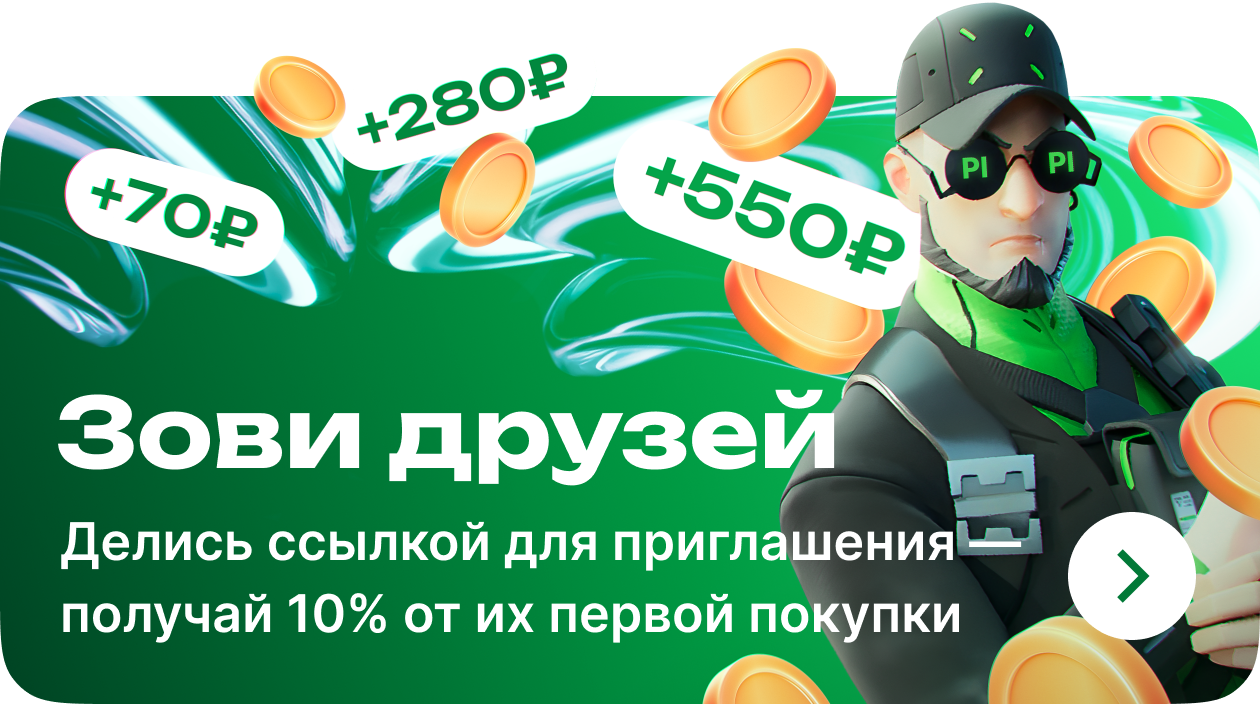 +280₽
+550₽
+70₽
PI PI
Зови друзей
Делись ссылкой для приглашения —
получай 10% от их первой покупки